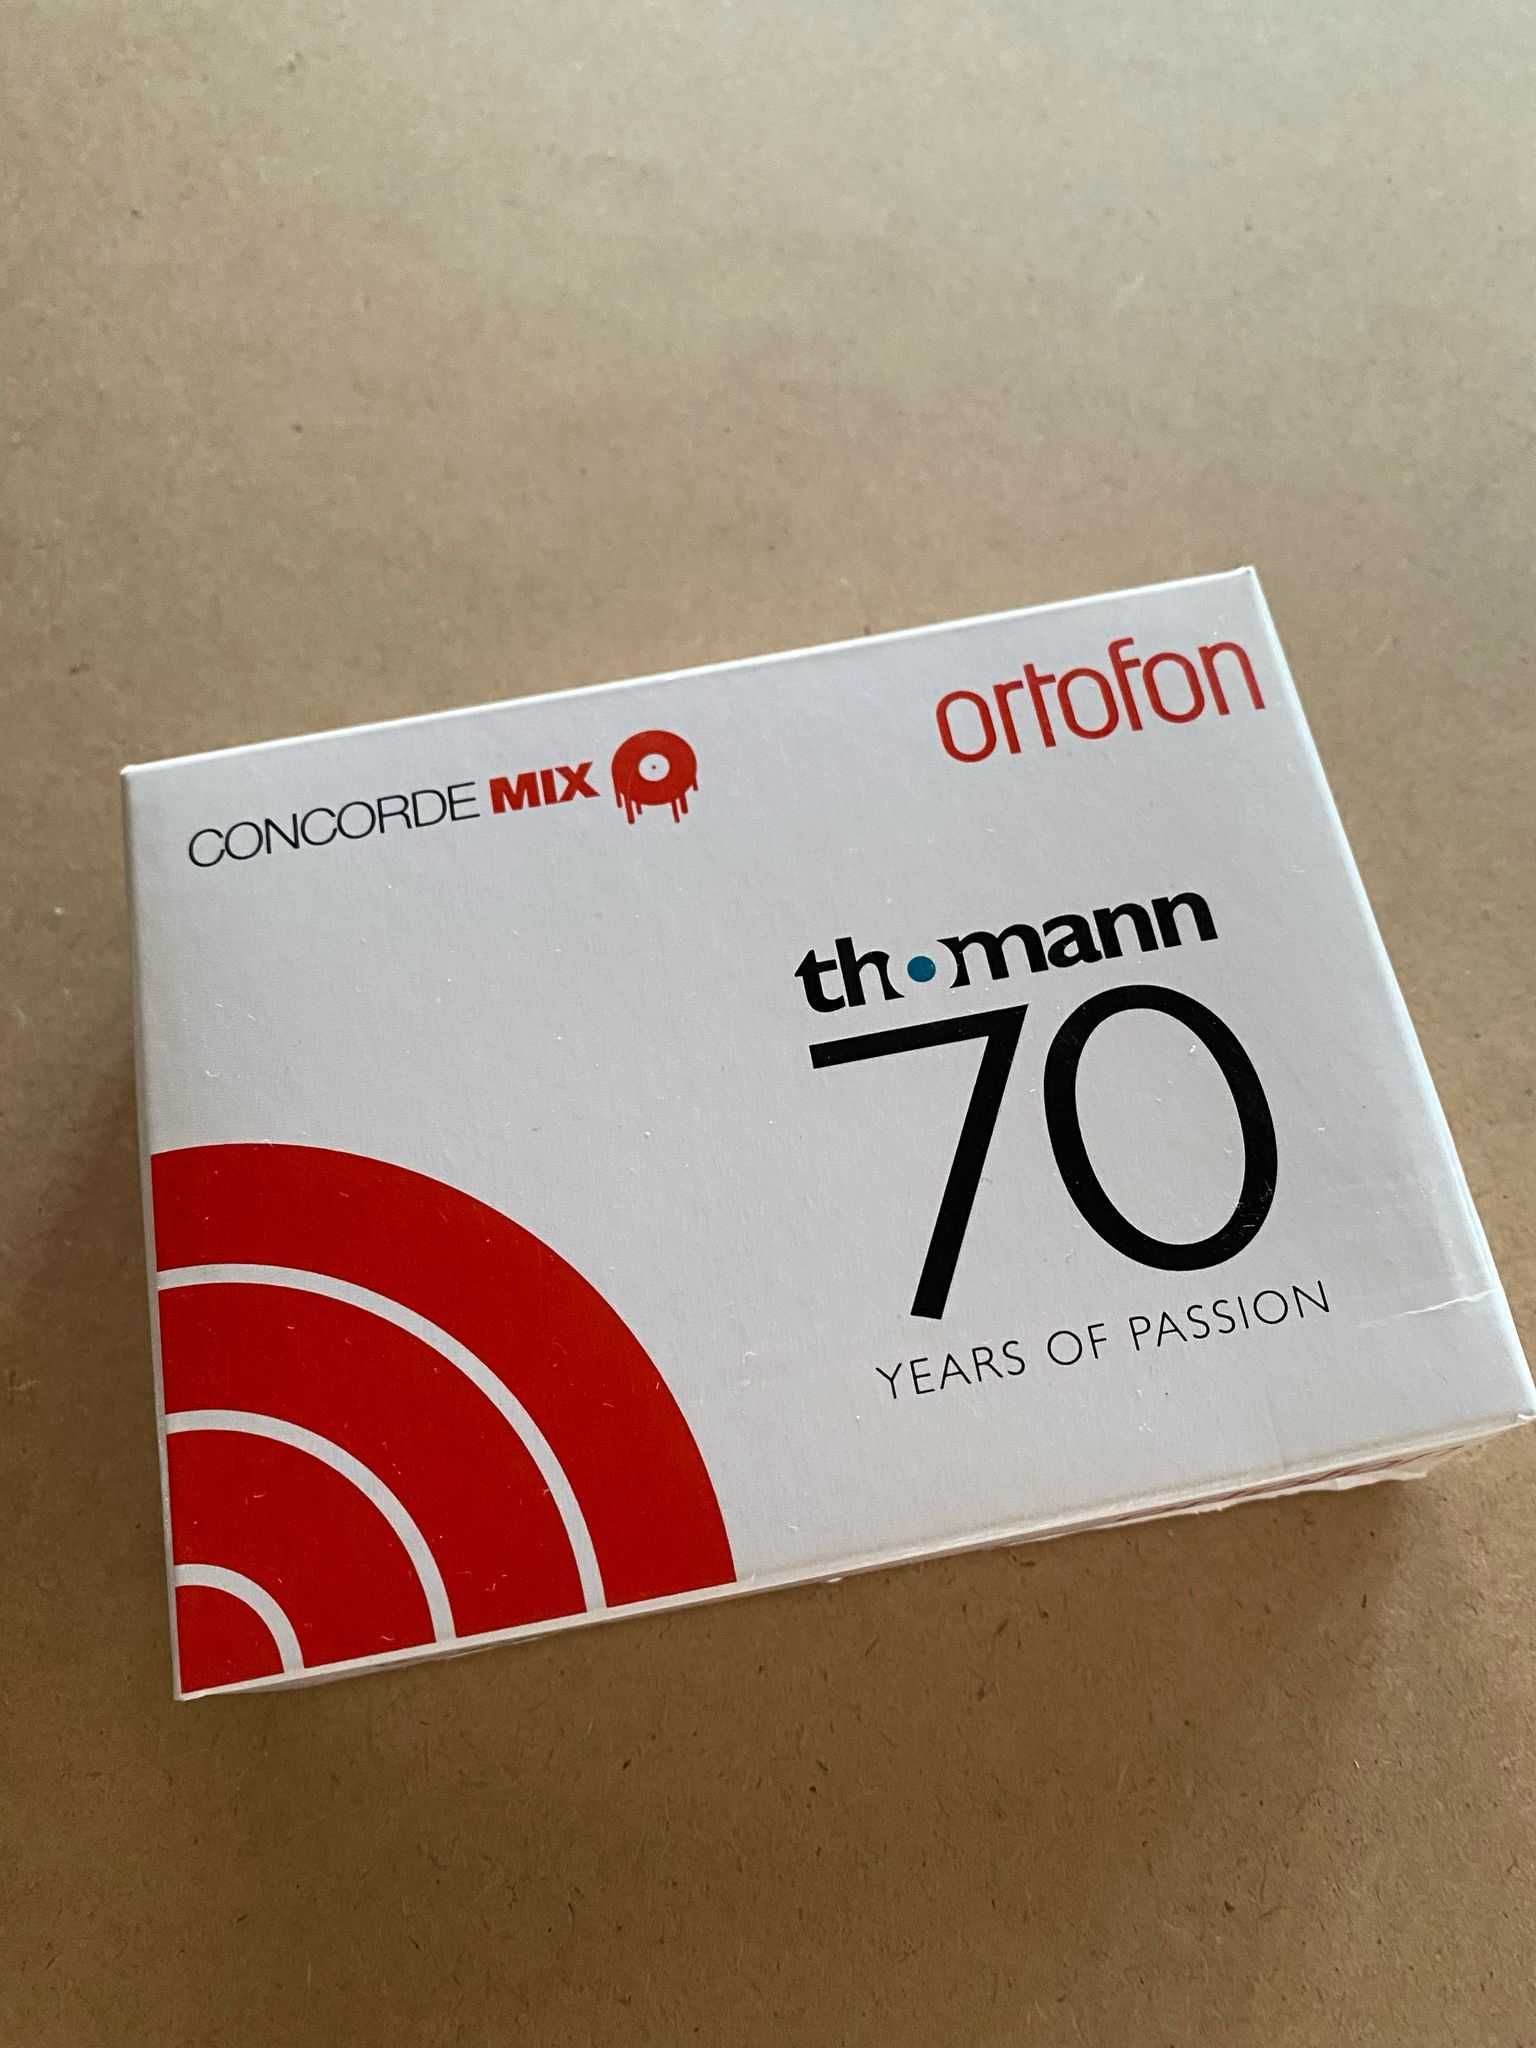 CONCORDE MIX
ortofon
thomann
70
YEARS OF PASSION